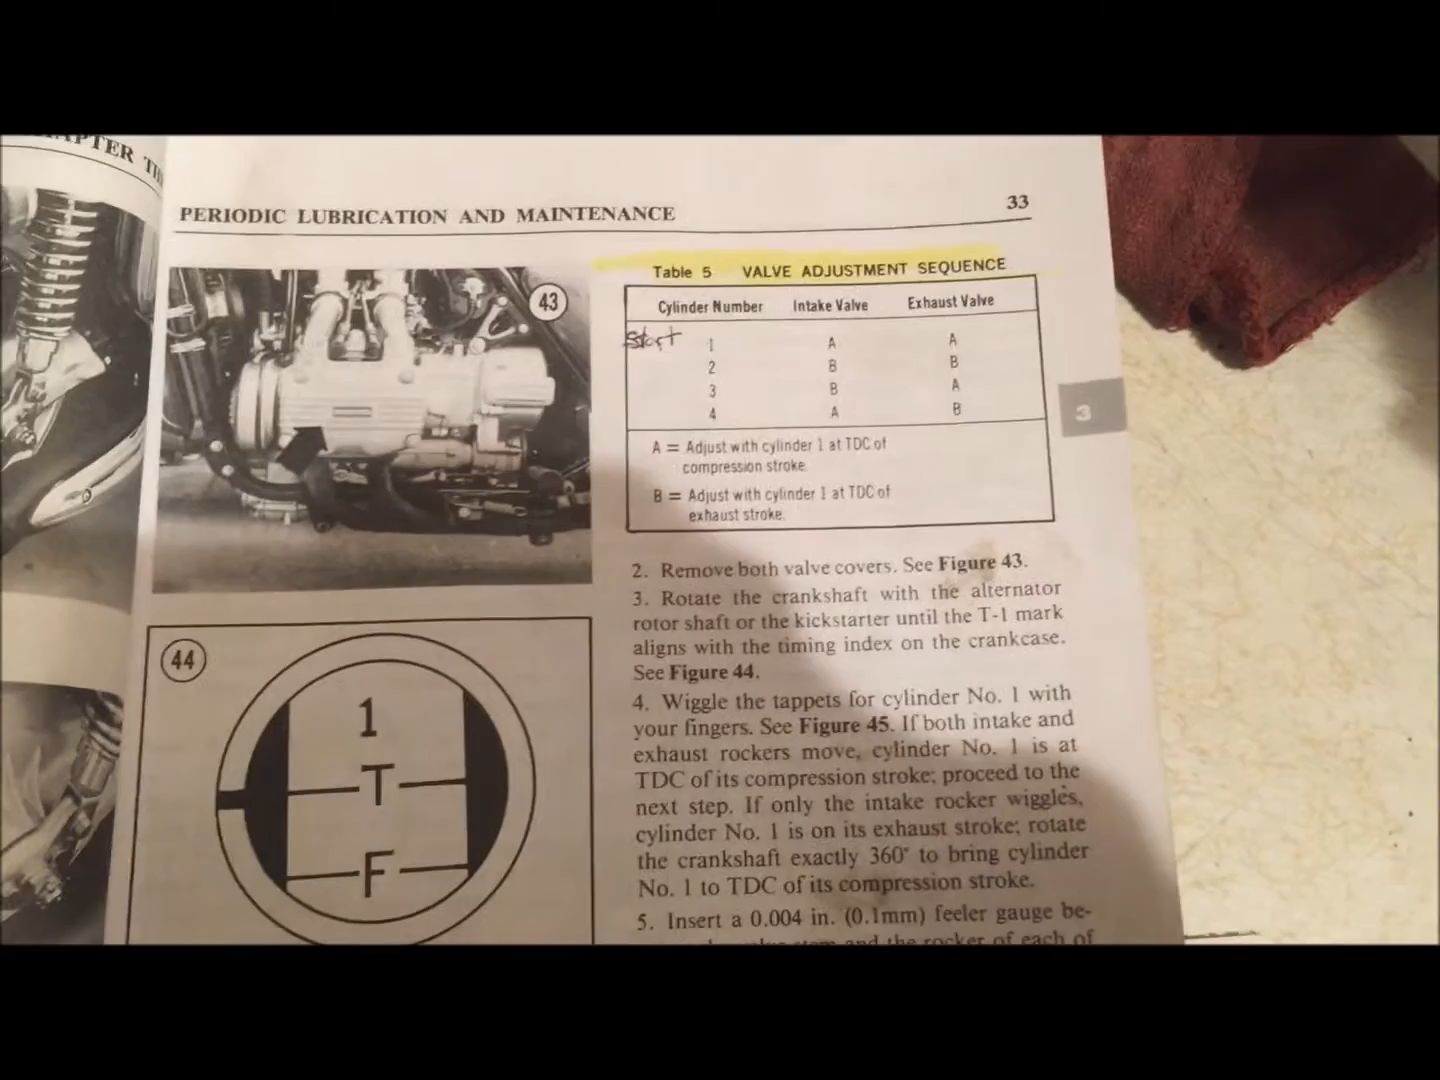 PERIODIC LUBRICATION AND MAINTENANCE
33
43
Table 5 VALVE ADJUSTMENT SEQUENCE
Cylinder Number Intake Valve Exhaust Valve
Start 1 A A
2 B B
3 B A
4 A B
A = Adjust with cylinder 1 at TDC of
compression stroke.
B = Adjust with cylinder 1 at TDC of
exhaust stroke.
3
2. Remove both valve covers. See Figure 43.
3. Rotate the crankshaft with the alternator
rotor shaft or the kickstarter until the T-1 mark
aligns with the timing index on the crankcase.
See Figure 44.
4. Wiggle the tappets for cylinder No. 1 with
your fingers. See Figure 45. If both intake and
exhaust rockers move, cylinder No. 1 is at
TDC of its compression stroke; proceed to the
next step. If only the intake rocker wiggles,
cylinder No. 1 is on its exhaust stroke; rotate
the crankshaft exactly 360° to bring cylinder
No. 1 to TDC of its compression stroke.
5. Insert a 0.004 in. (0.1mm) feeler gauge be-
and the rocker of each of
44
1
T
F